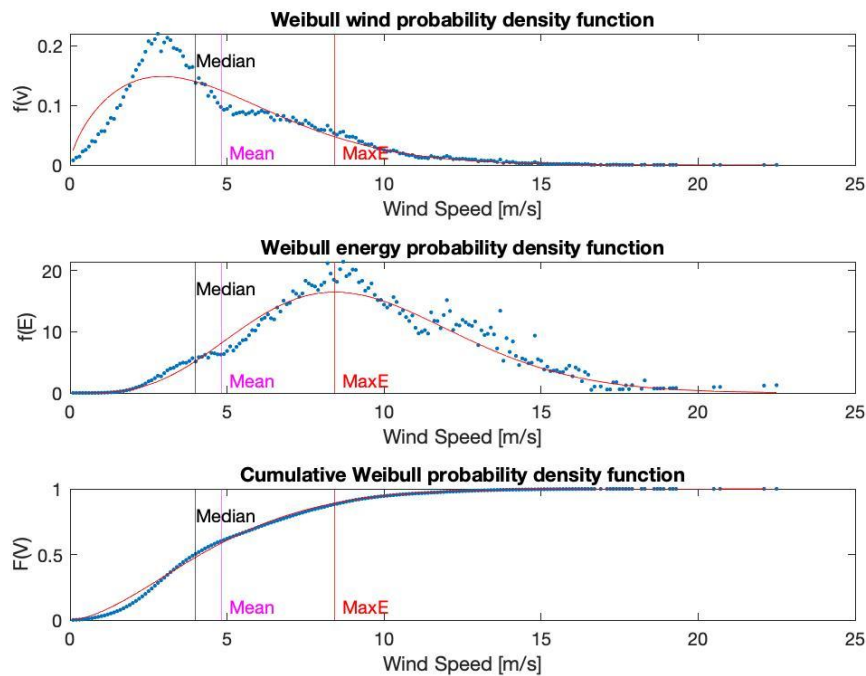 Weibull wind probability density function
0.2
0.1
0
f(v)
Median
Mean
MaxE
0 5 10 15 20 25
Wind Speed [m/s]
Weibull energy probability density function
20
10
0
f(E)
Median
Mean
MaxE
0 5 10 15 20 25
Wind Speed [m/s]
Cumulative Weibull probability density function
1
0.5
0
F(V)
Median
Mean
MaxE
0 5 10 15 20 25
Wind Speed [m/s]